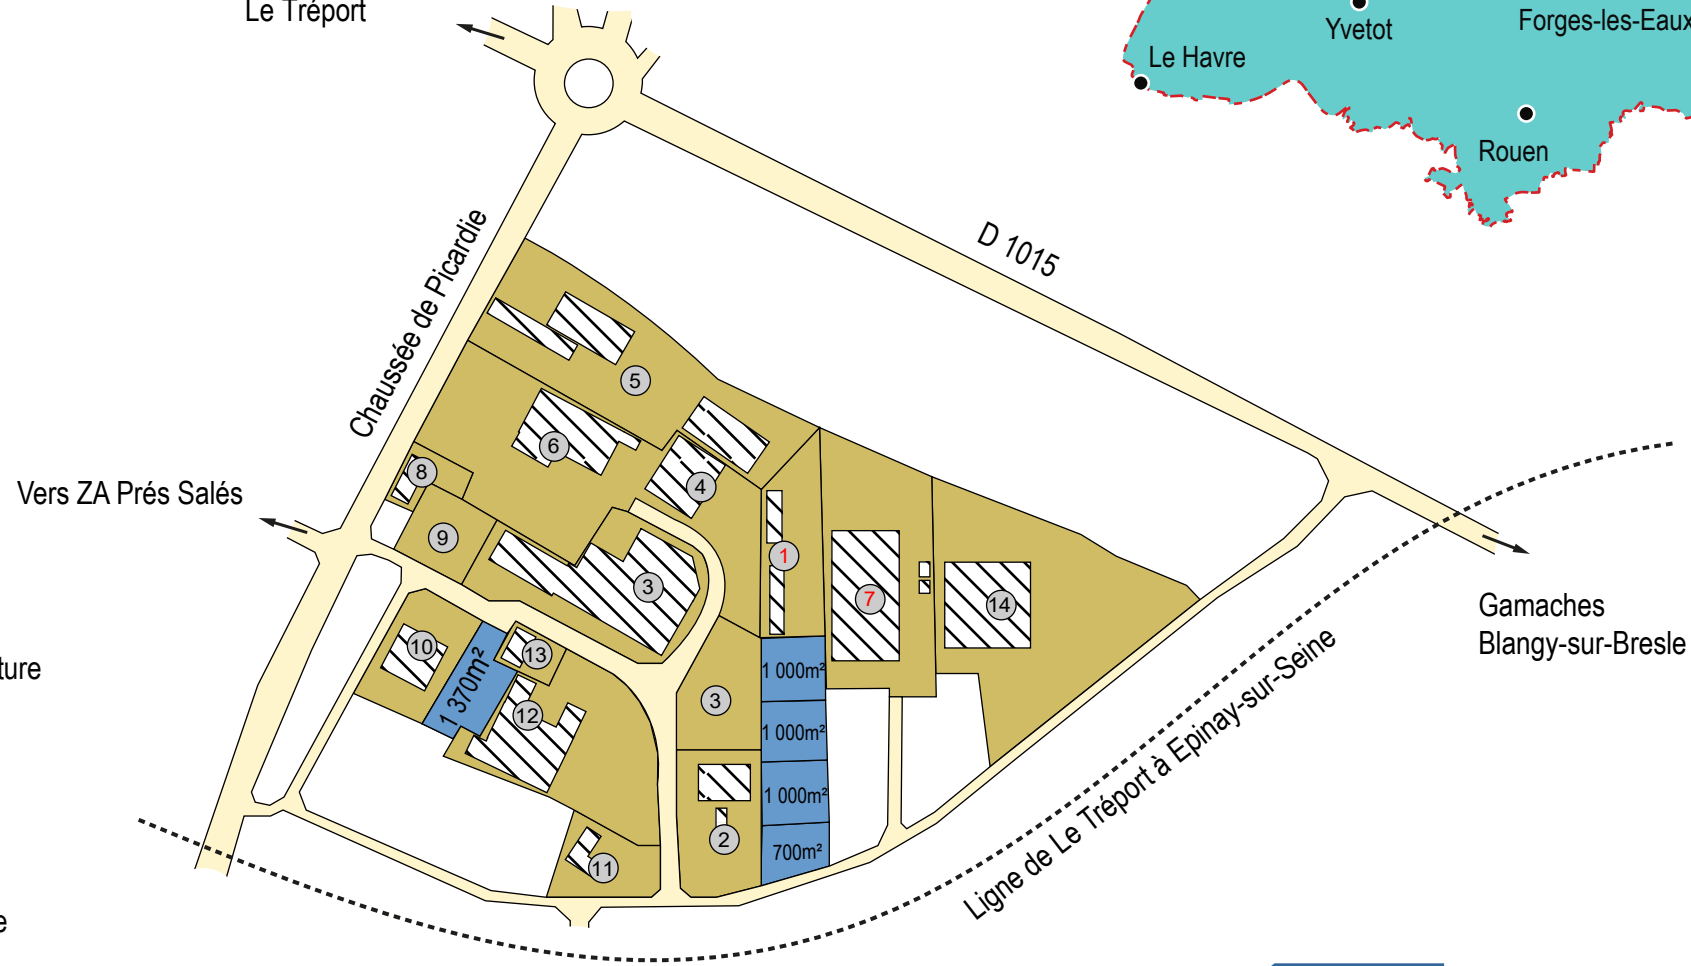 Le Tréport
Yvetot
Forges-les-Eaux
Le Havre
Rouen
D 1015
Chaussée de Picardie
5
6
8
4
Vers ZA Prés Salés
9
1
3
7
14
Gamaches
Blangy-sur-Bresle
10
13
ture
1 370m²
12
3
1 000m²
1 000m²
1 000m²
700m²
2
11
Ligne de Le Tréport à Epinay-sur-Seine
e